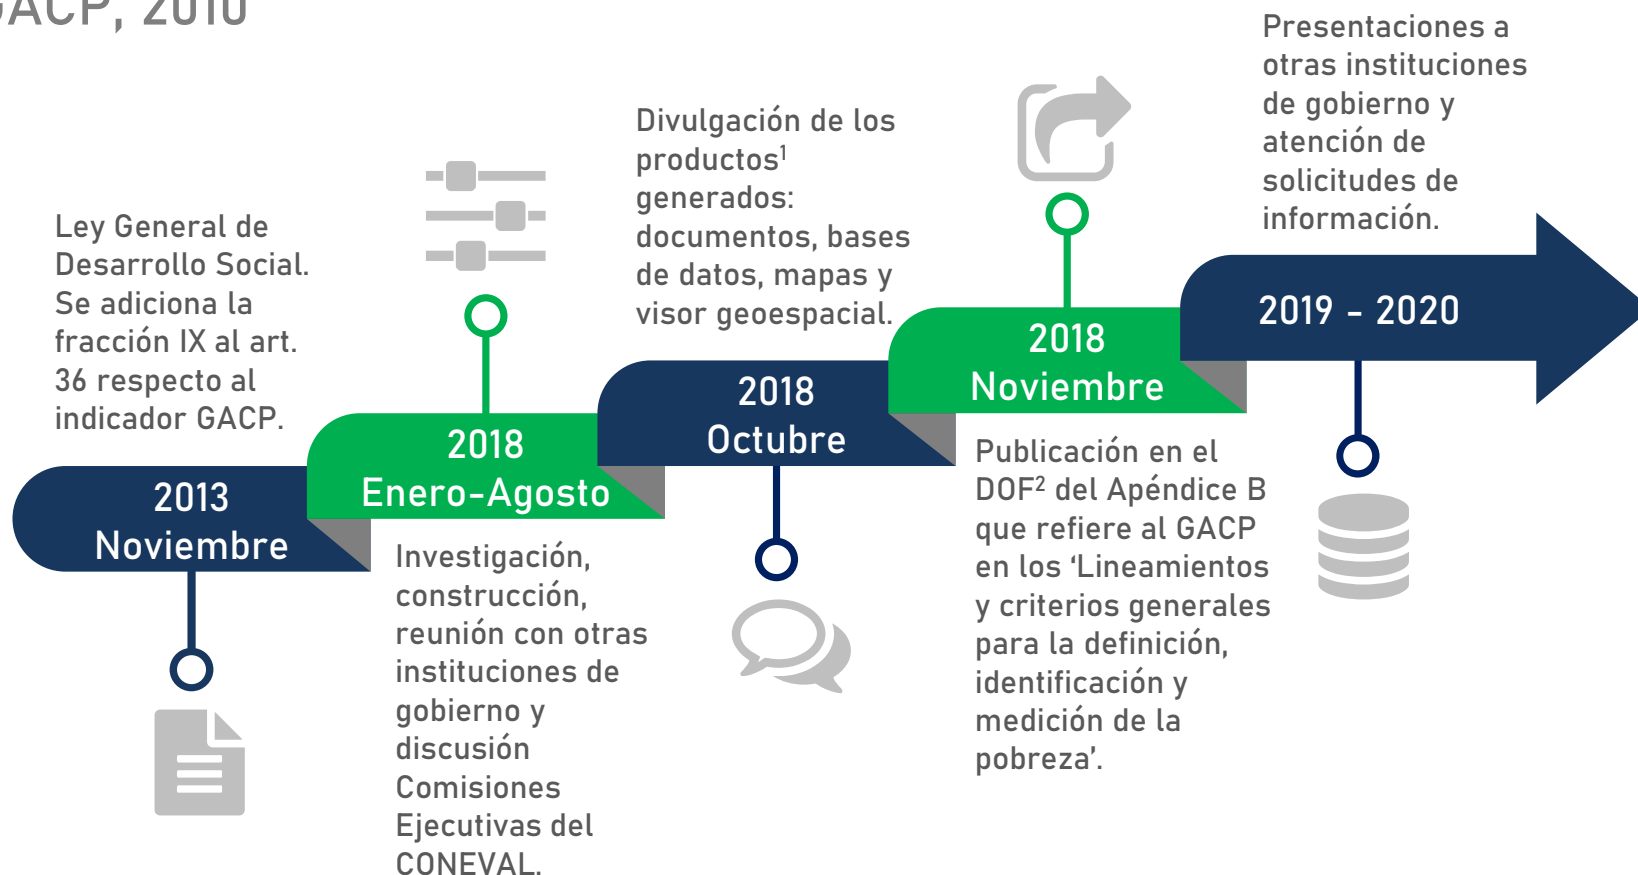 GACP, 2010
Ley General de
Desarrollo Social.
Se adiciona la
fracción IX al art.
36 respecto al
indicador GACP.
2013
Noviembre
2018
Enero-Agosto
Investigación,
construcción,
reunión con otras
instituciones de
gobierno y
discusión
Comisiones
Ejecutivas del
CONEVAL.
Divulgación de los
productos¹
generados:
documentos, bases
de datos, mapas y
visor geoespacial.
2018
Octubre
2018
Noviembre
Publicación en el
DOF² del Apéndice B
que refiere al GACP
en los ‘Lineamientos
y criterios generales
para la definición,
identificación y
medición de la
pobreza’.
Presentaciones a
otras instituciones
de gobierno y
atención de
solicitudes de
información.
2019 - 2020